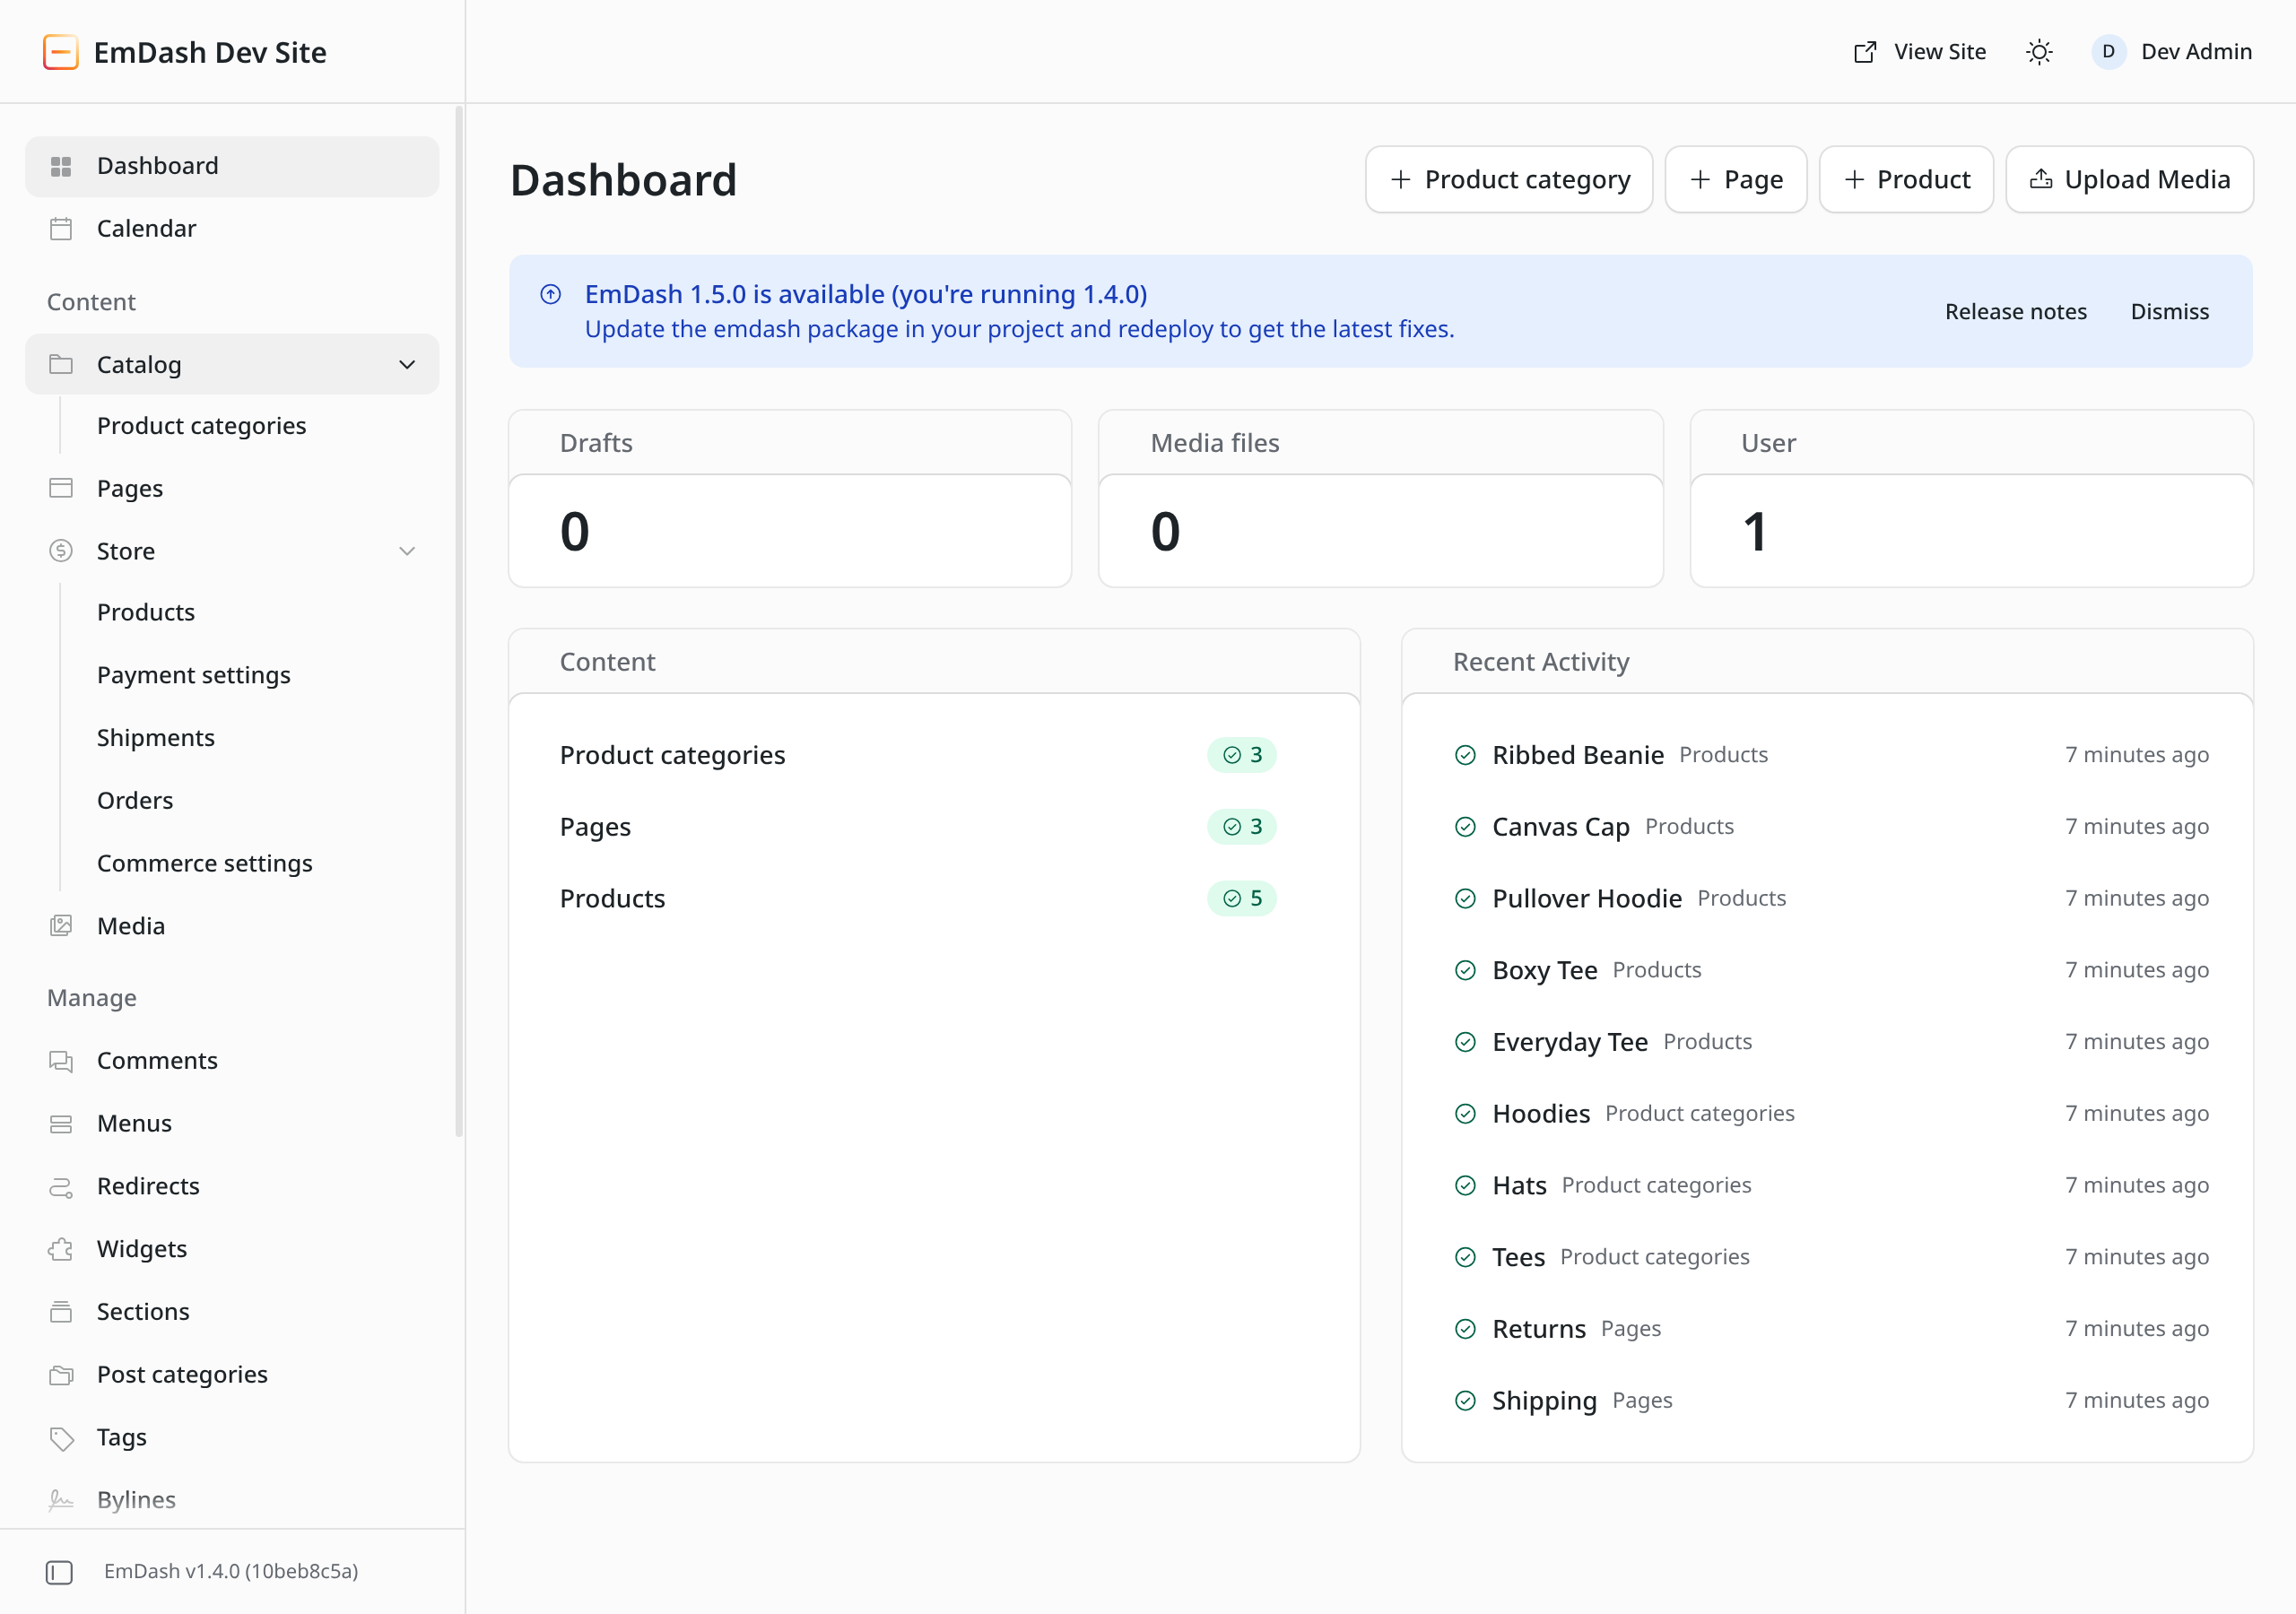 EmDash Dev Site
View Site
D
Dev Admin
Dashboard
Calendar
Content
Catalog
Product categories
Pages
Store
Products
Payment settings
Shipments
Orders
Commerce settings
Media
Manage
Comments
Menus
Redirects
Widgets
Sections
Post categories
Tags
Bylines
EmDash v1.4.0 (10beb8c5a)
Dashboard
Product category
Page
Product
Upload Media
EmDash 1.5.0 is available (you're running 1.4.0)
Update the emdash package in your project and redeploy to get the latest fixes.
Release notes
Dismiss
Drafts
0
Media files
0
User
1
Content
Product categories 3
Pages 3
Products 5
Recent Activity
Ribbed Beanie Products 7 minutes ago
Canvas Cap Products 7 minutes ago
Pullover Hoodie Products 7 minutes ago
Boxy Tee Products 7 minutes ago
Everyday Tee Products 7 minutes ago
Hoodies Product categories 7 minutes ago
Hats Product categories 7 minutes ago
Tees Product categories 7 minutes ago
Returns Pages 7 minutes ago
Shipping Pages 7 minutes ago